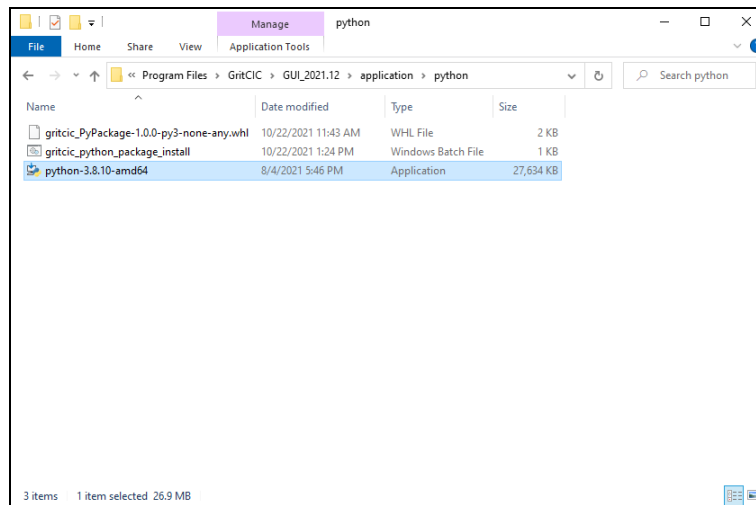 Manage python
File Home Share View Application Tools
« Program Files > GritCIC > GUI_2021.12 > application > python Search python
Name Date modified Type Size
gritcic_PyPackage-1.0.0-py3-none-any.whl 10/22/2021 11:43 AM WHL File 2 KB
gritcic_python_package_install 10/22/2021 1:24 PM Windows Batch File 1 KB
python-3.8.10-amd64 8/4/2021 5:46 PM Application 27,634 KB
3 items 1 item selected 26.9 MB